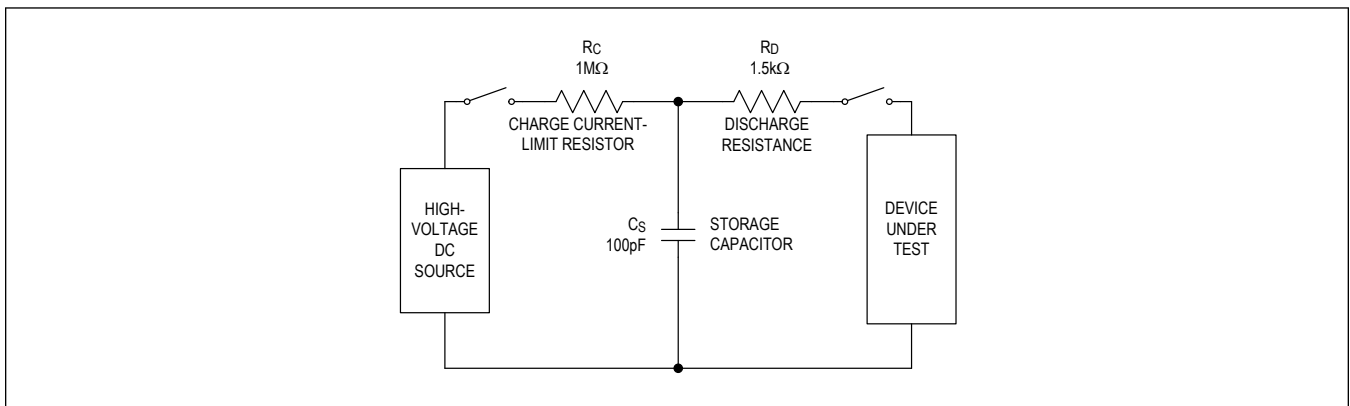 RC
1MΩ
CHARGE CURRENT-
LIMIT RESISTOR
RD
1.5kΩ
DISCHARGE
RESISTANCE
HIGH-
VOLTAGE
DC
SOURCE
CS
100pF
STORAGE
CAPACITOR
DEVICE
UNDER
TEST